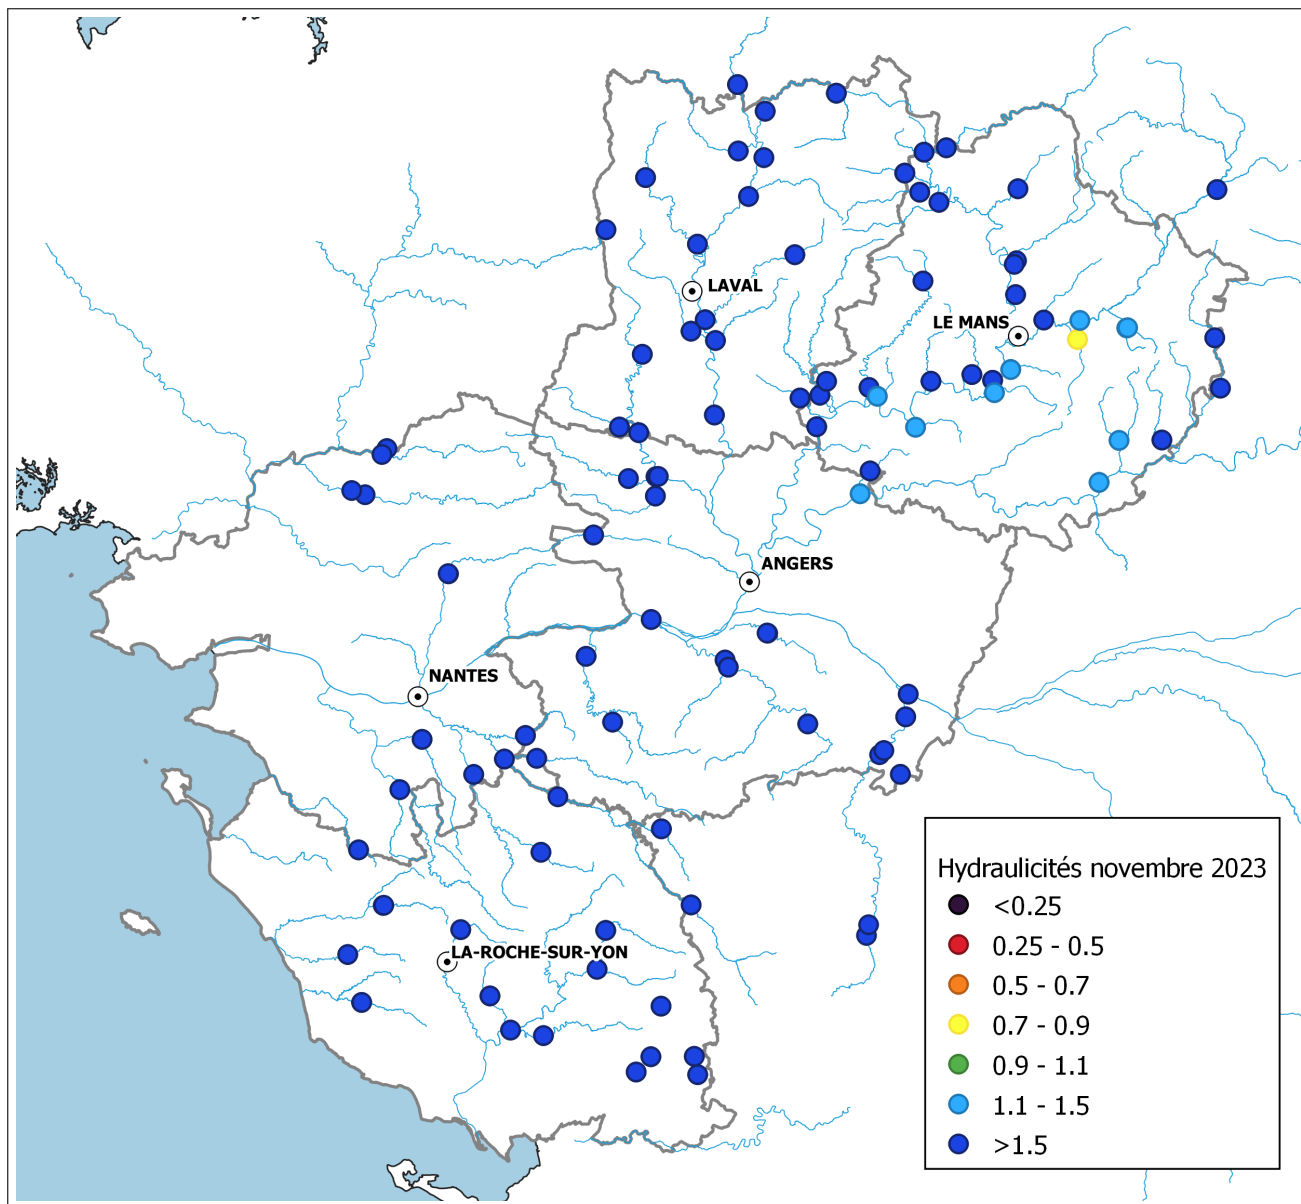 LAVAL
LE MANS
ANGERS
NANTES
LA-ROCHE-SUR-YON
Hydraulicités novembre 2023
<0.25
0.25 - 0.5
0.5 - 0.7
0.7 - 0.9
0.9 - 1.1
1.1 - 1.5
>1.5